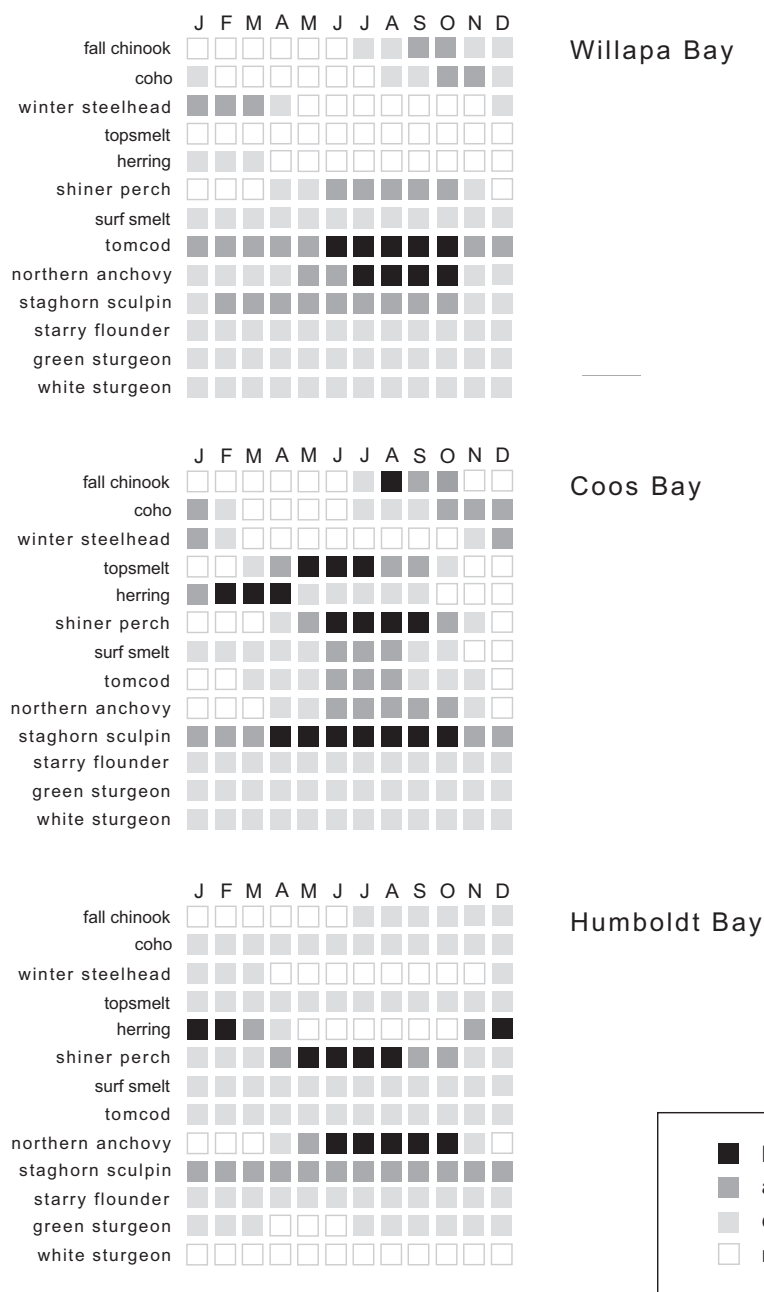 J F M A M J J A S O N D
Willapa Bay
fall chinook
coho
winter steelhead
topsmelt
herring
shiner perch
surf smelt
tomcod
northern anchovy
staghorn sculpin
starry flounder
green sturgeon
white sturgeon
J F M A M J J A S O N D
Coos Bay
fall chinook
coho
winter steelhead
topsmelt
herring
shiner perch
surf smelt
tomcod
northern anchovy
staghorn sculpin
starry flounder
green sturgeon
white sturgeon
J F M A M J J A S O N D
Humboldt Bay
fall chinook
coho
winter steelhead
topsmelt
herring
shiner perch
surf smelt
tomcod
northern anchovy
staghorn sculpin
starry flounder
green sturgeon
white sturgeon